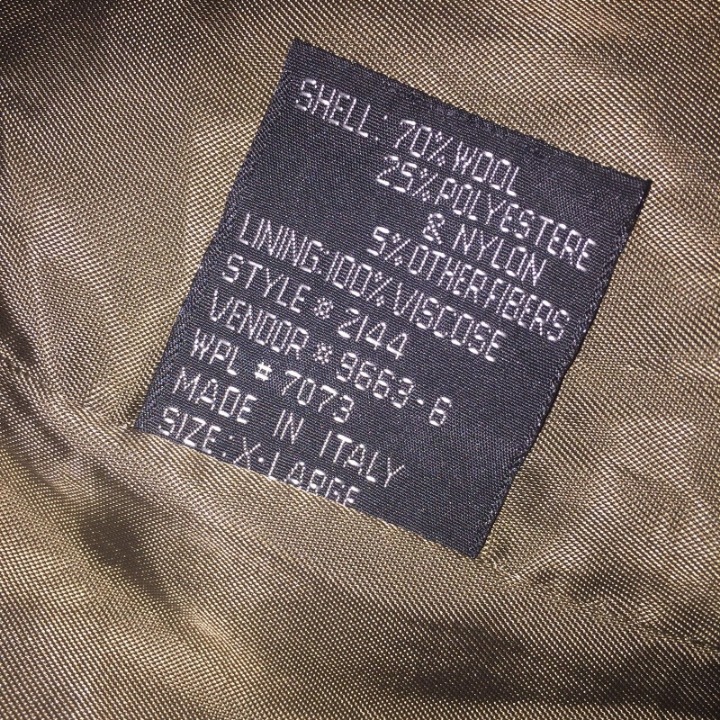 SHELL: 70% WOOL
25% POLYESTERE
& NYLON
5% OTHER FIBERS
LINING: 100% VISCOSE
STYLE # 2144
VENDOR # 9663-6
WPL # 7073
MADE IN ITALY
SIZE: X-LARGE